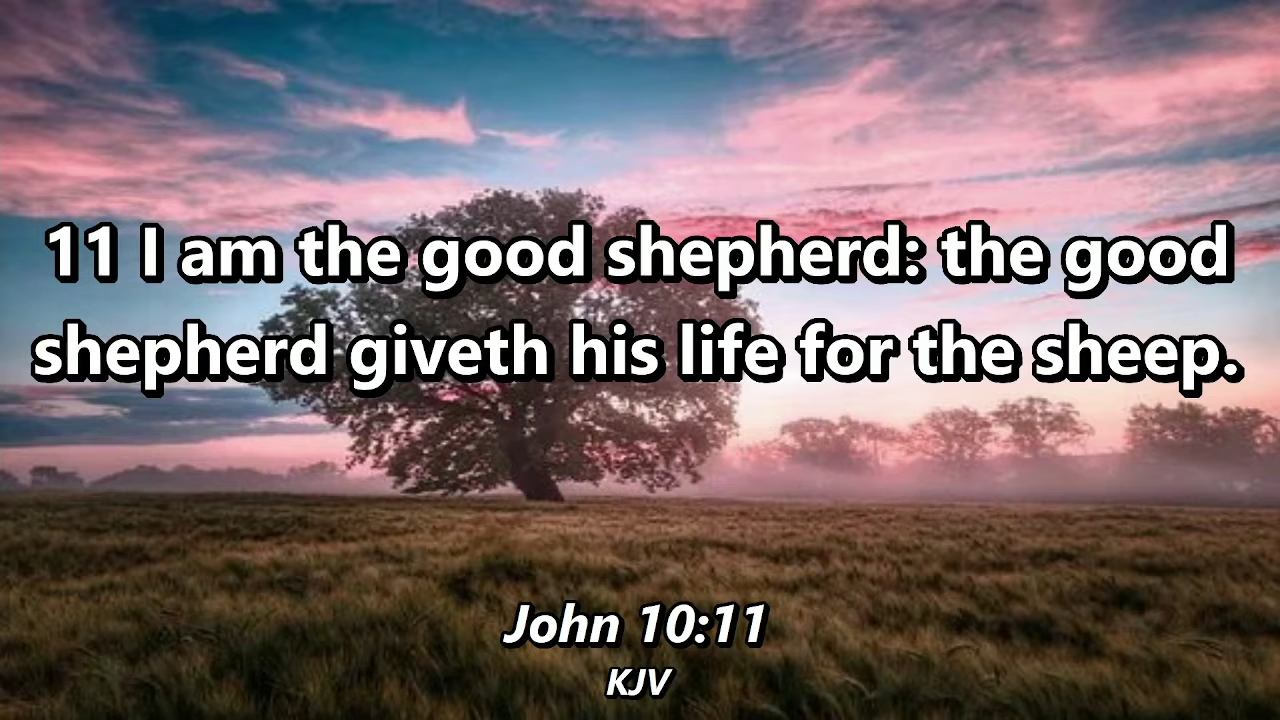 11 I am the good shepherd: the good
shepherd giveth his life for the sheep.
John 10:11
KJV